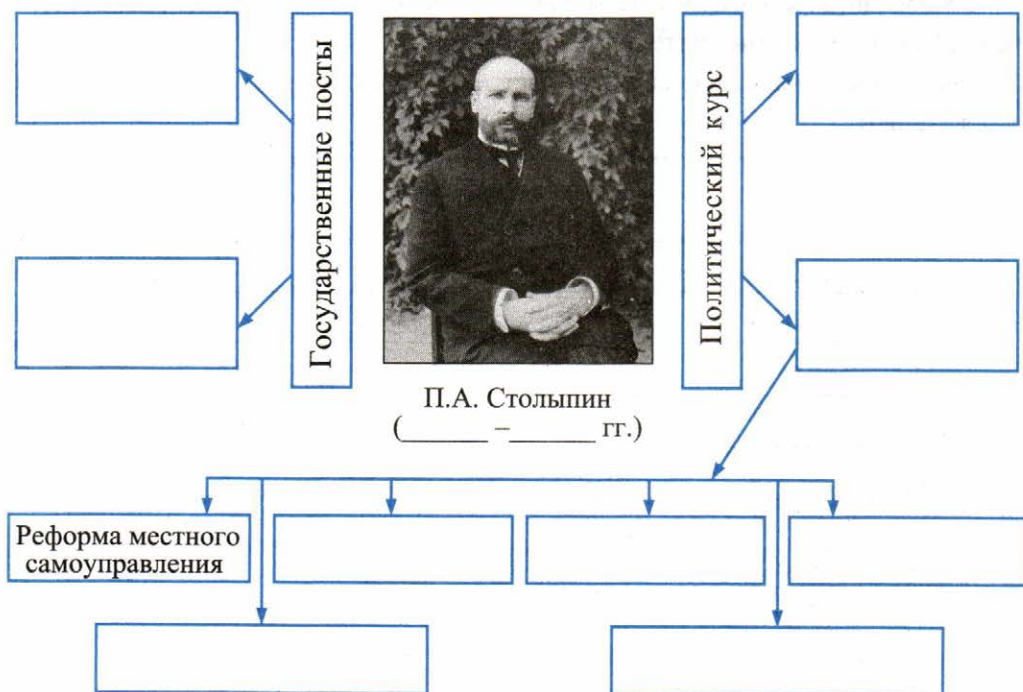 Государственные посты
Политический курс
П.А. Столыпин
(______ –______ гг.)
Реформа местного
самоуправления